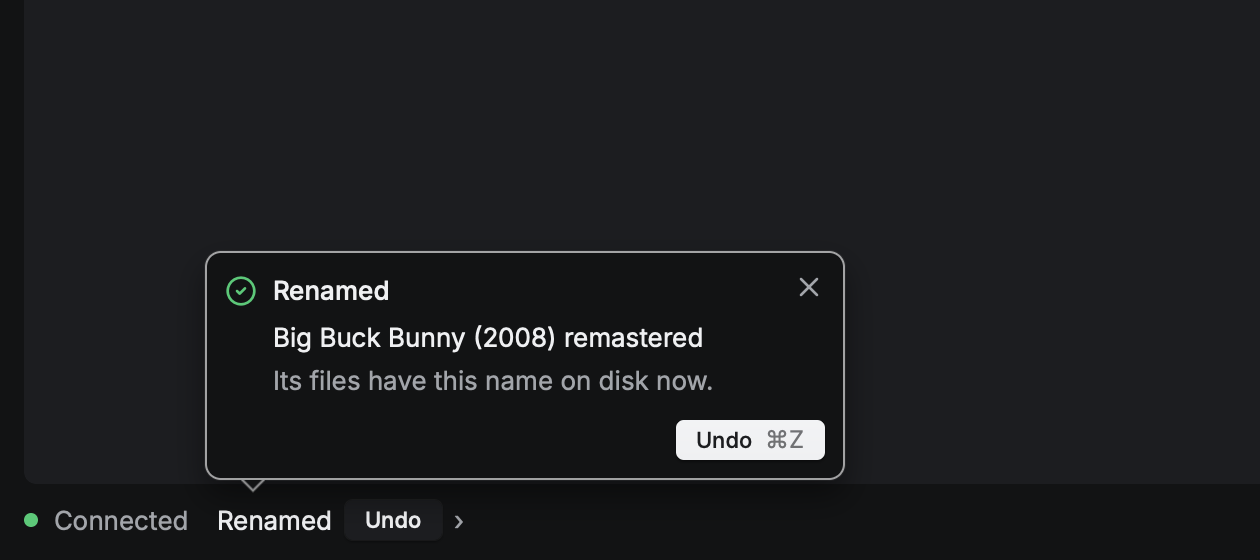 Renamed
Big Buck Bunny (2008) remastered
Its files have this name on disk now.
Undo ⌘Z
Connected Renamed Undo ›